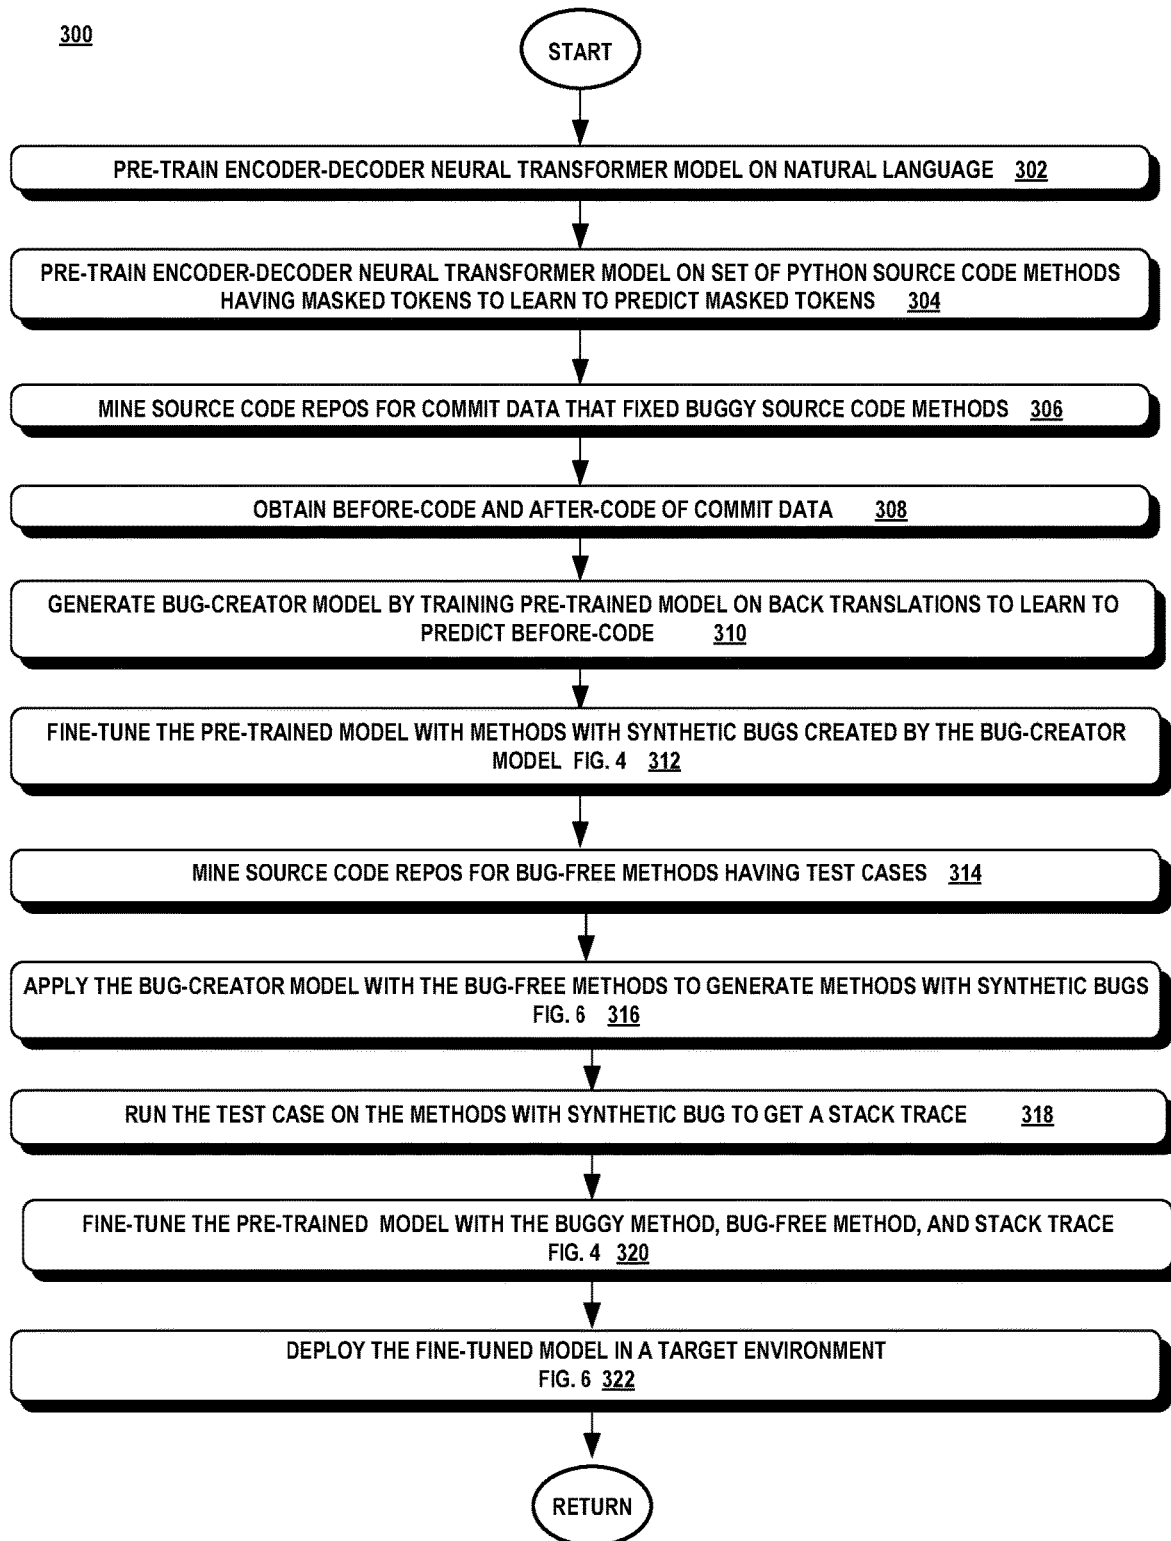 300
START
PRE-TRAIN ENCODER-DECODER NEURAL TRANSFORMER MODEL ON NATURAL LANGUAGE 302
PRE-TRAIN ENCODER-DECODER NEURAL TRANSFORMER MODEL ON SET OF PYTHON SOURCE CODE METHODS
HAVING MASKED TOKENS TO LEARN TO PREDICT MASKED TOKENS 304
MINE SOURCE CODE REPOS FOR COMMIT DATA THAT FIXED BUGGY SOURCE CODE METHODS 306
OBTAIN BEFORE-CODE AND AFTER-CODE OF COMMIT DATA 308
GENERATE BUG-CREATOR MODEL BY TRAINING PRE-TRAINED MODEL ON BACK TRANSLATIONS TO LEARN TO
PREDICT BEFORE-CODE 310
FINE-TUNE THE PRE-TRAINED MODEL WITH METHODS WITH SYNTHETIC BUGS CREATED BY THE BUG-CREATOR
MODEL FIG. 4 312
MINE SOURCE CODE REPOS FOR BUG-FREE METHODS HAVING TEST CASES 314
APPLY THE BUG-CREATOR MODEL WITH THE BUG-FREE METHODS TO GENERATE METHODS WITH SYNTHETIC BUGS
FIG. 6 316
RUN THE TEST CASE ON THE METHODS WITH SYNTHETIC BUG TO GET A STACK TRACE 318
FINE-TUNE THE PRE-TRAINED MODEL WITH THE BUGGY METHOD, BUG-FREE METHOD, AND STACK TRACE
FIG. 4 320
DEPLOY THE FINE-TUNED MODEL IN A TARGET ENVIRONMENT
FIG. 6 322
RETURN